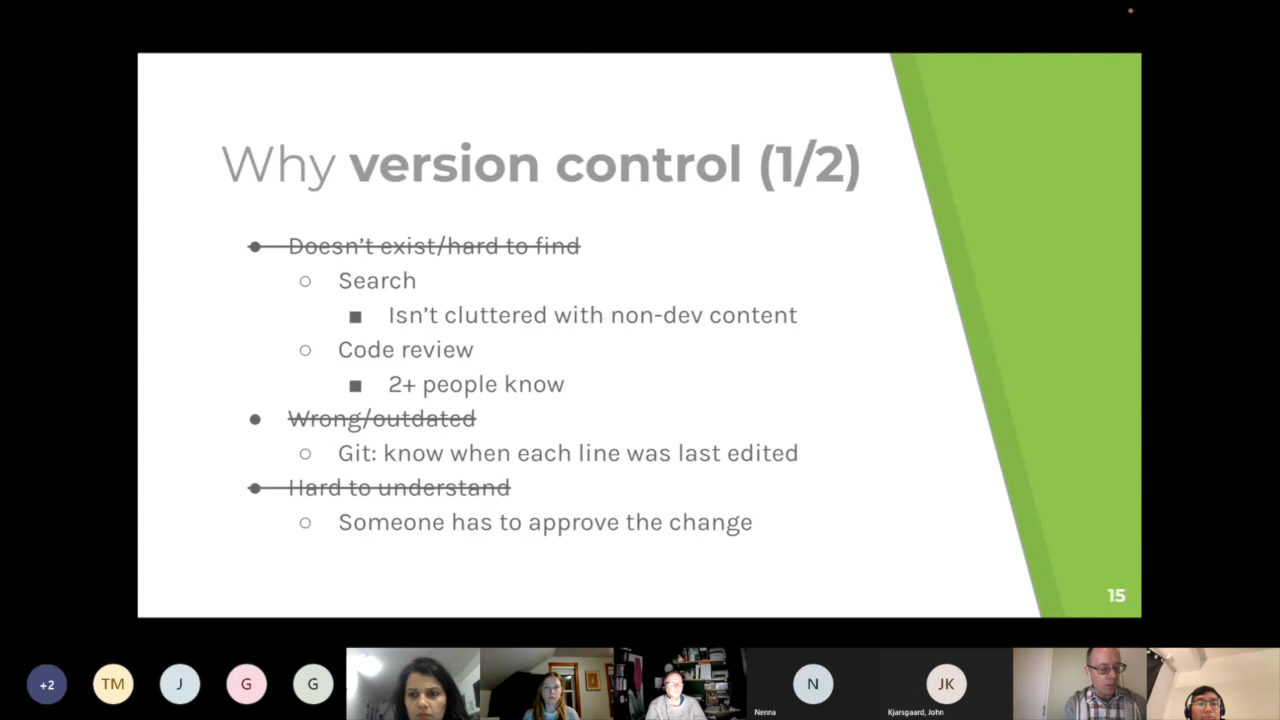 Why version control (1/2)
Doesn't exist/hard to find
Search
Isn't cluttered with non-dev content
Code review
2+ people know
Wrong/outdated
Git: know when each line was last edited
Hard to understand
Someone has to approve the change
15
+2
TM
J
G
G
N
Nenna
JK
Kjarsgaard, John